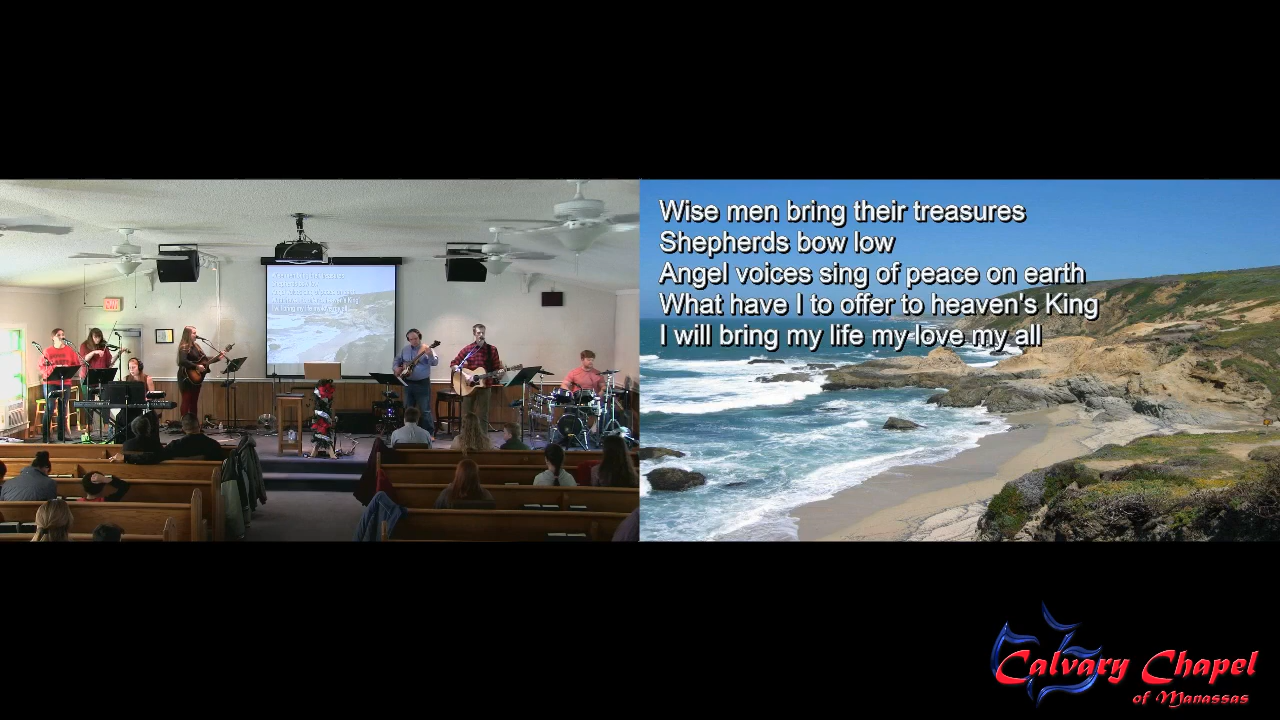 Wise men bring their treasures
Shepherds bow low
Angel voices sing of peace on earth
What have I to offer to heaven's King
I will bring my life my love my all
Calvary Chapel
of Manassas